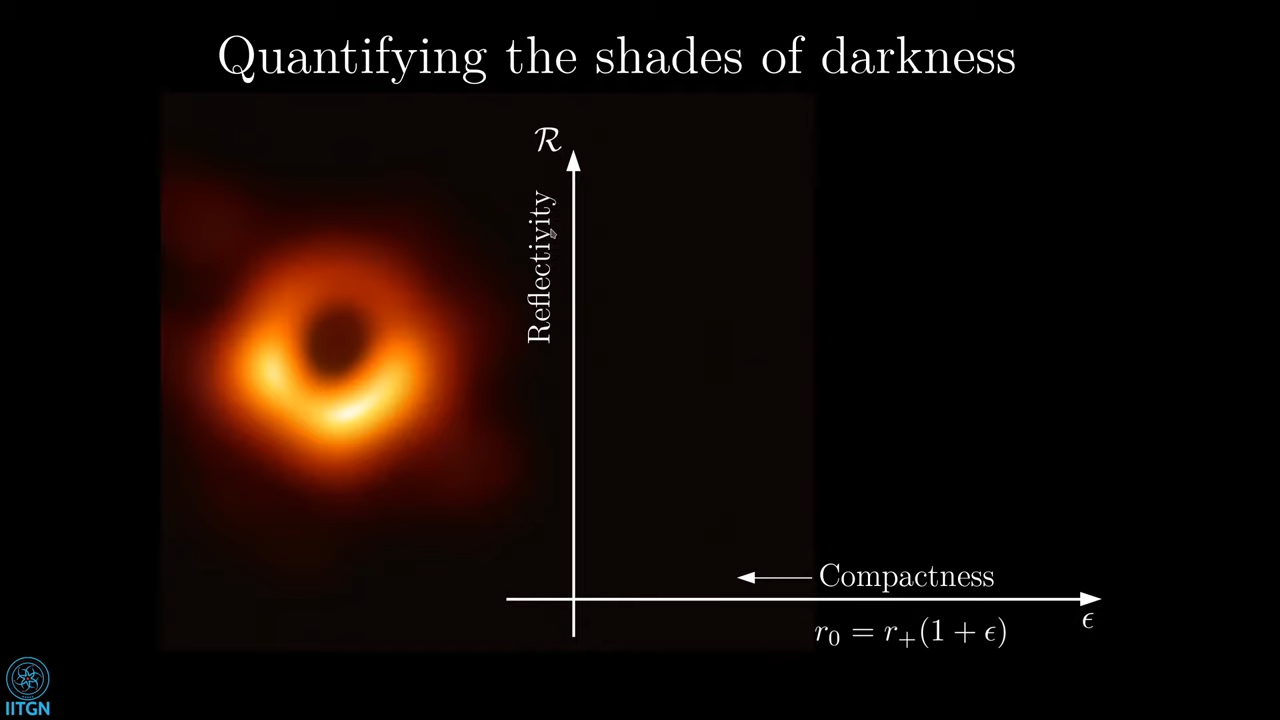 Quantifying the shades of darkness
ℛ
Reflectivity
Compactness
ϵ
r₀ = r₊(1 + ϵ)
IITGN